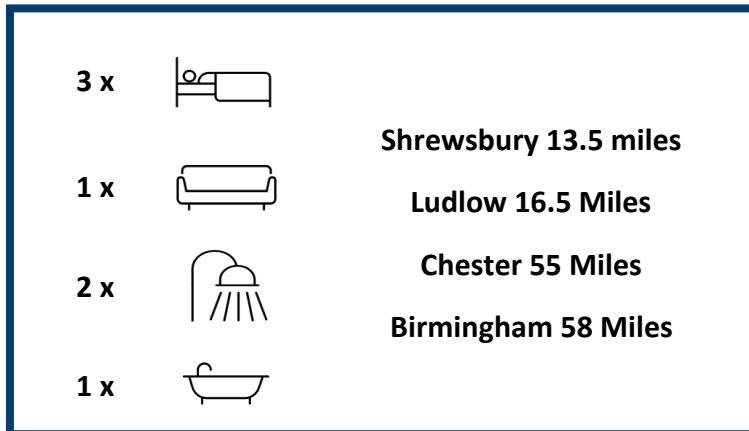 3 x
1 x
2 x
1 x
Shrewsbury 13.5 miles
Ludlow 16.5 Miles
Chester 55 Miles
Birmingham 58 Miles